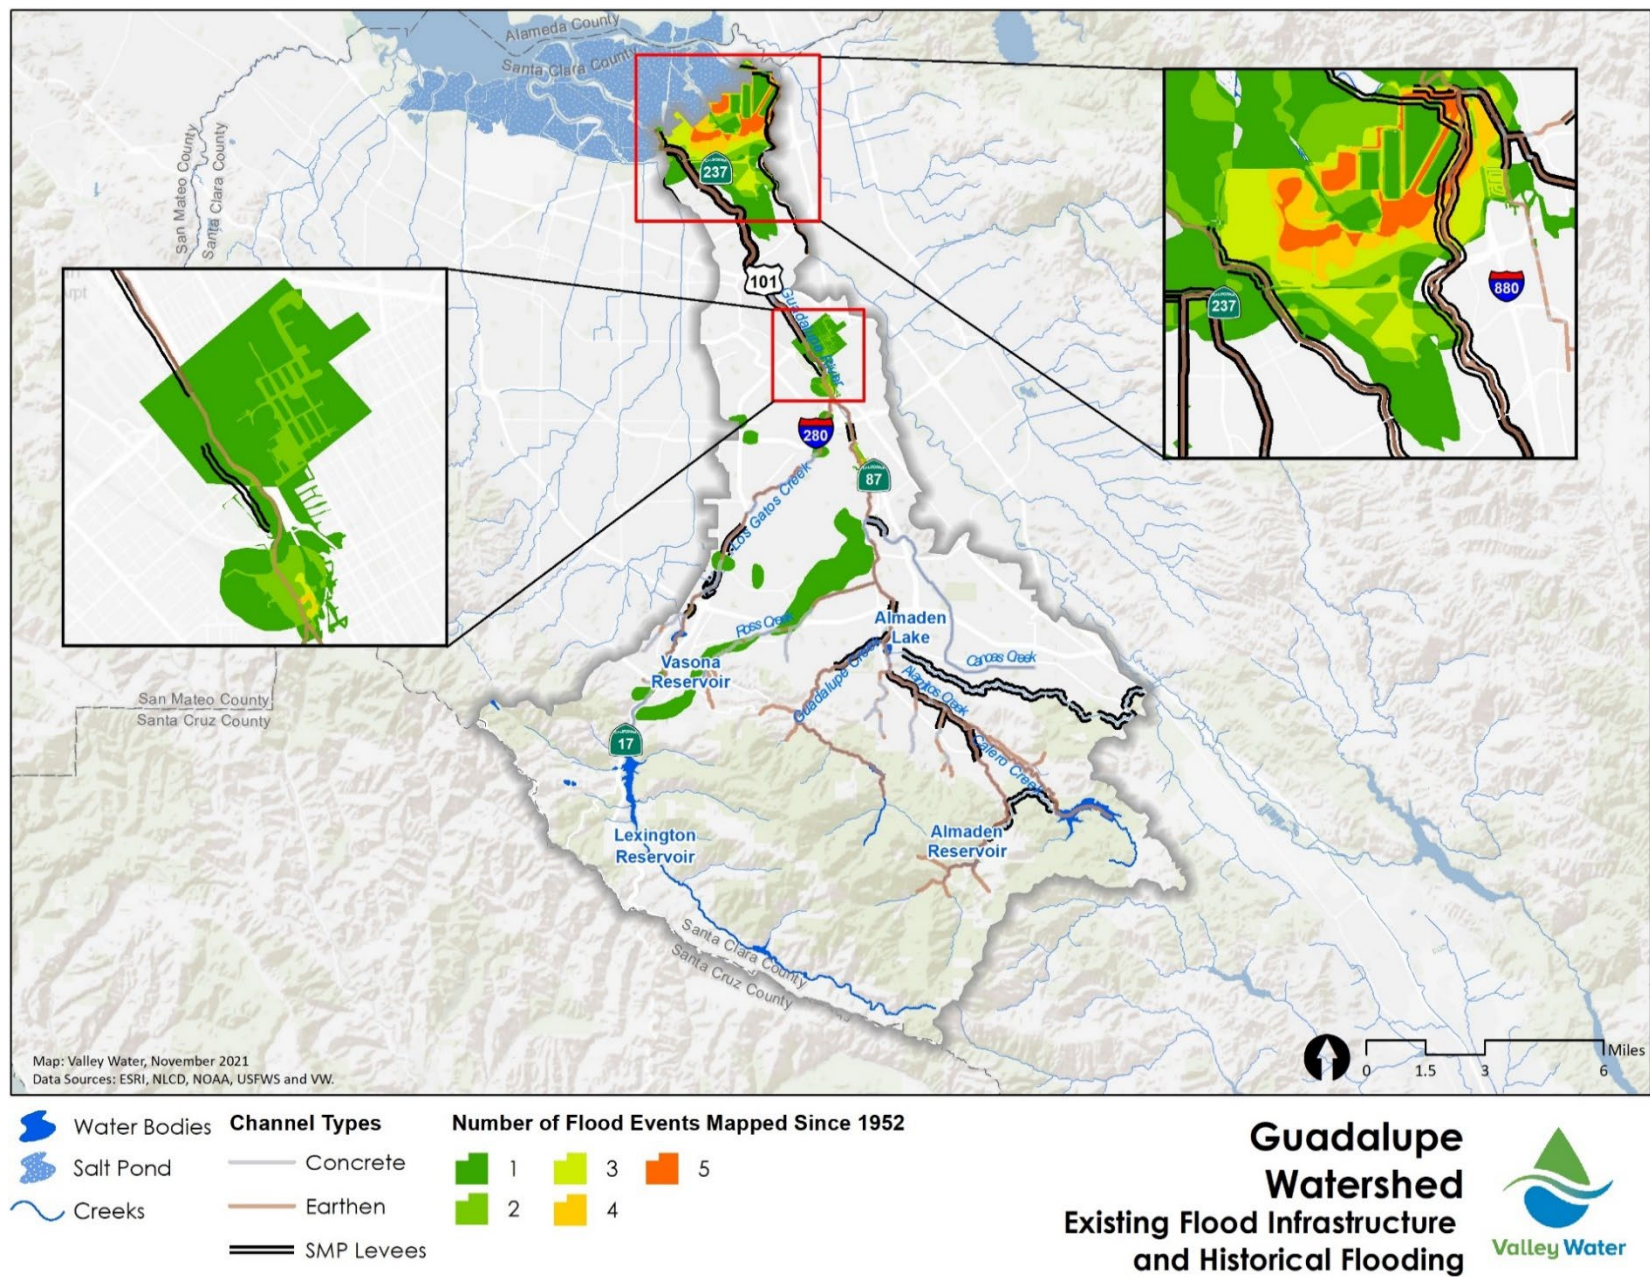 Alameda County
Santa Clara County
San Mateo County
Santa Clara County
237
101
Guadalupe River
280
87
Los Gatos Creek
Ross Creek
Almaden
Lake
Canoas Creek
Vasona
Reservoir
Guadalupe Creek
Alamitos Creek
Calero Creek
17
Lexington
Reservoir
Almaden
Reservoir
San Mateo County
Santa Cruz County
Santa Clara County
Santa Cruz County
237
880
Map: Valley Water, November 2021
Data Sources: ESRI, NLCD, NOAA, USFWS and VW.
0 1.5 3 6 Miles
Water Bodies
Salt Pond
Creeks
Channel Types
Concrete
Earthen
SMP Levees
Number of Flood Events Mapped Since 1952
1 3 5
2 4
Guadalupe
Watershed
Existing Flood Infrastructure
and Historical Flooding
Valley Water